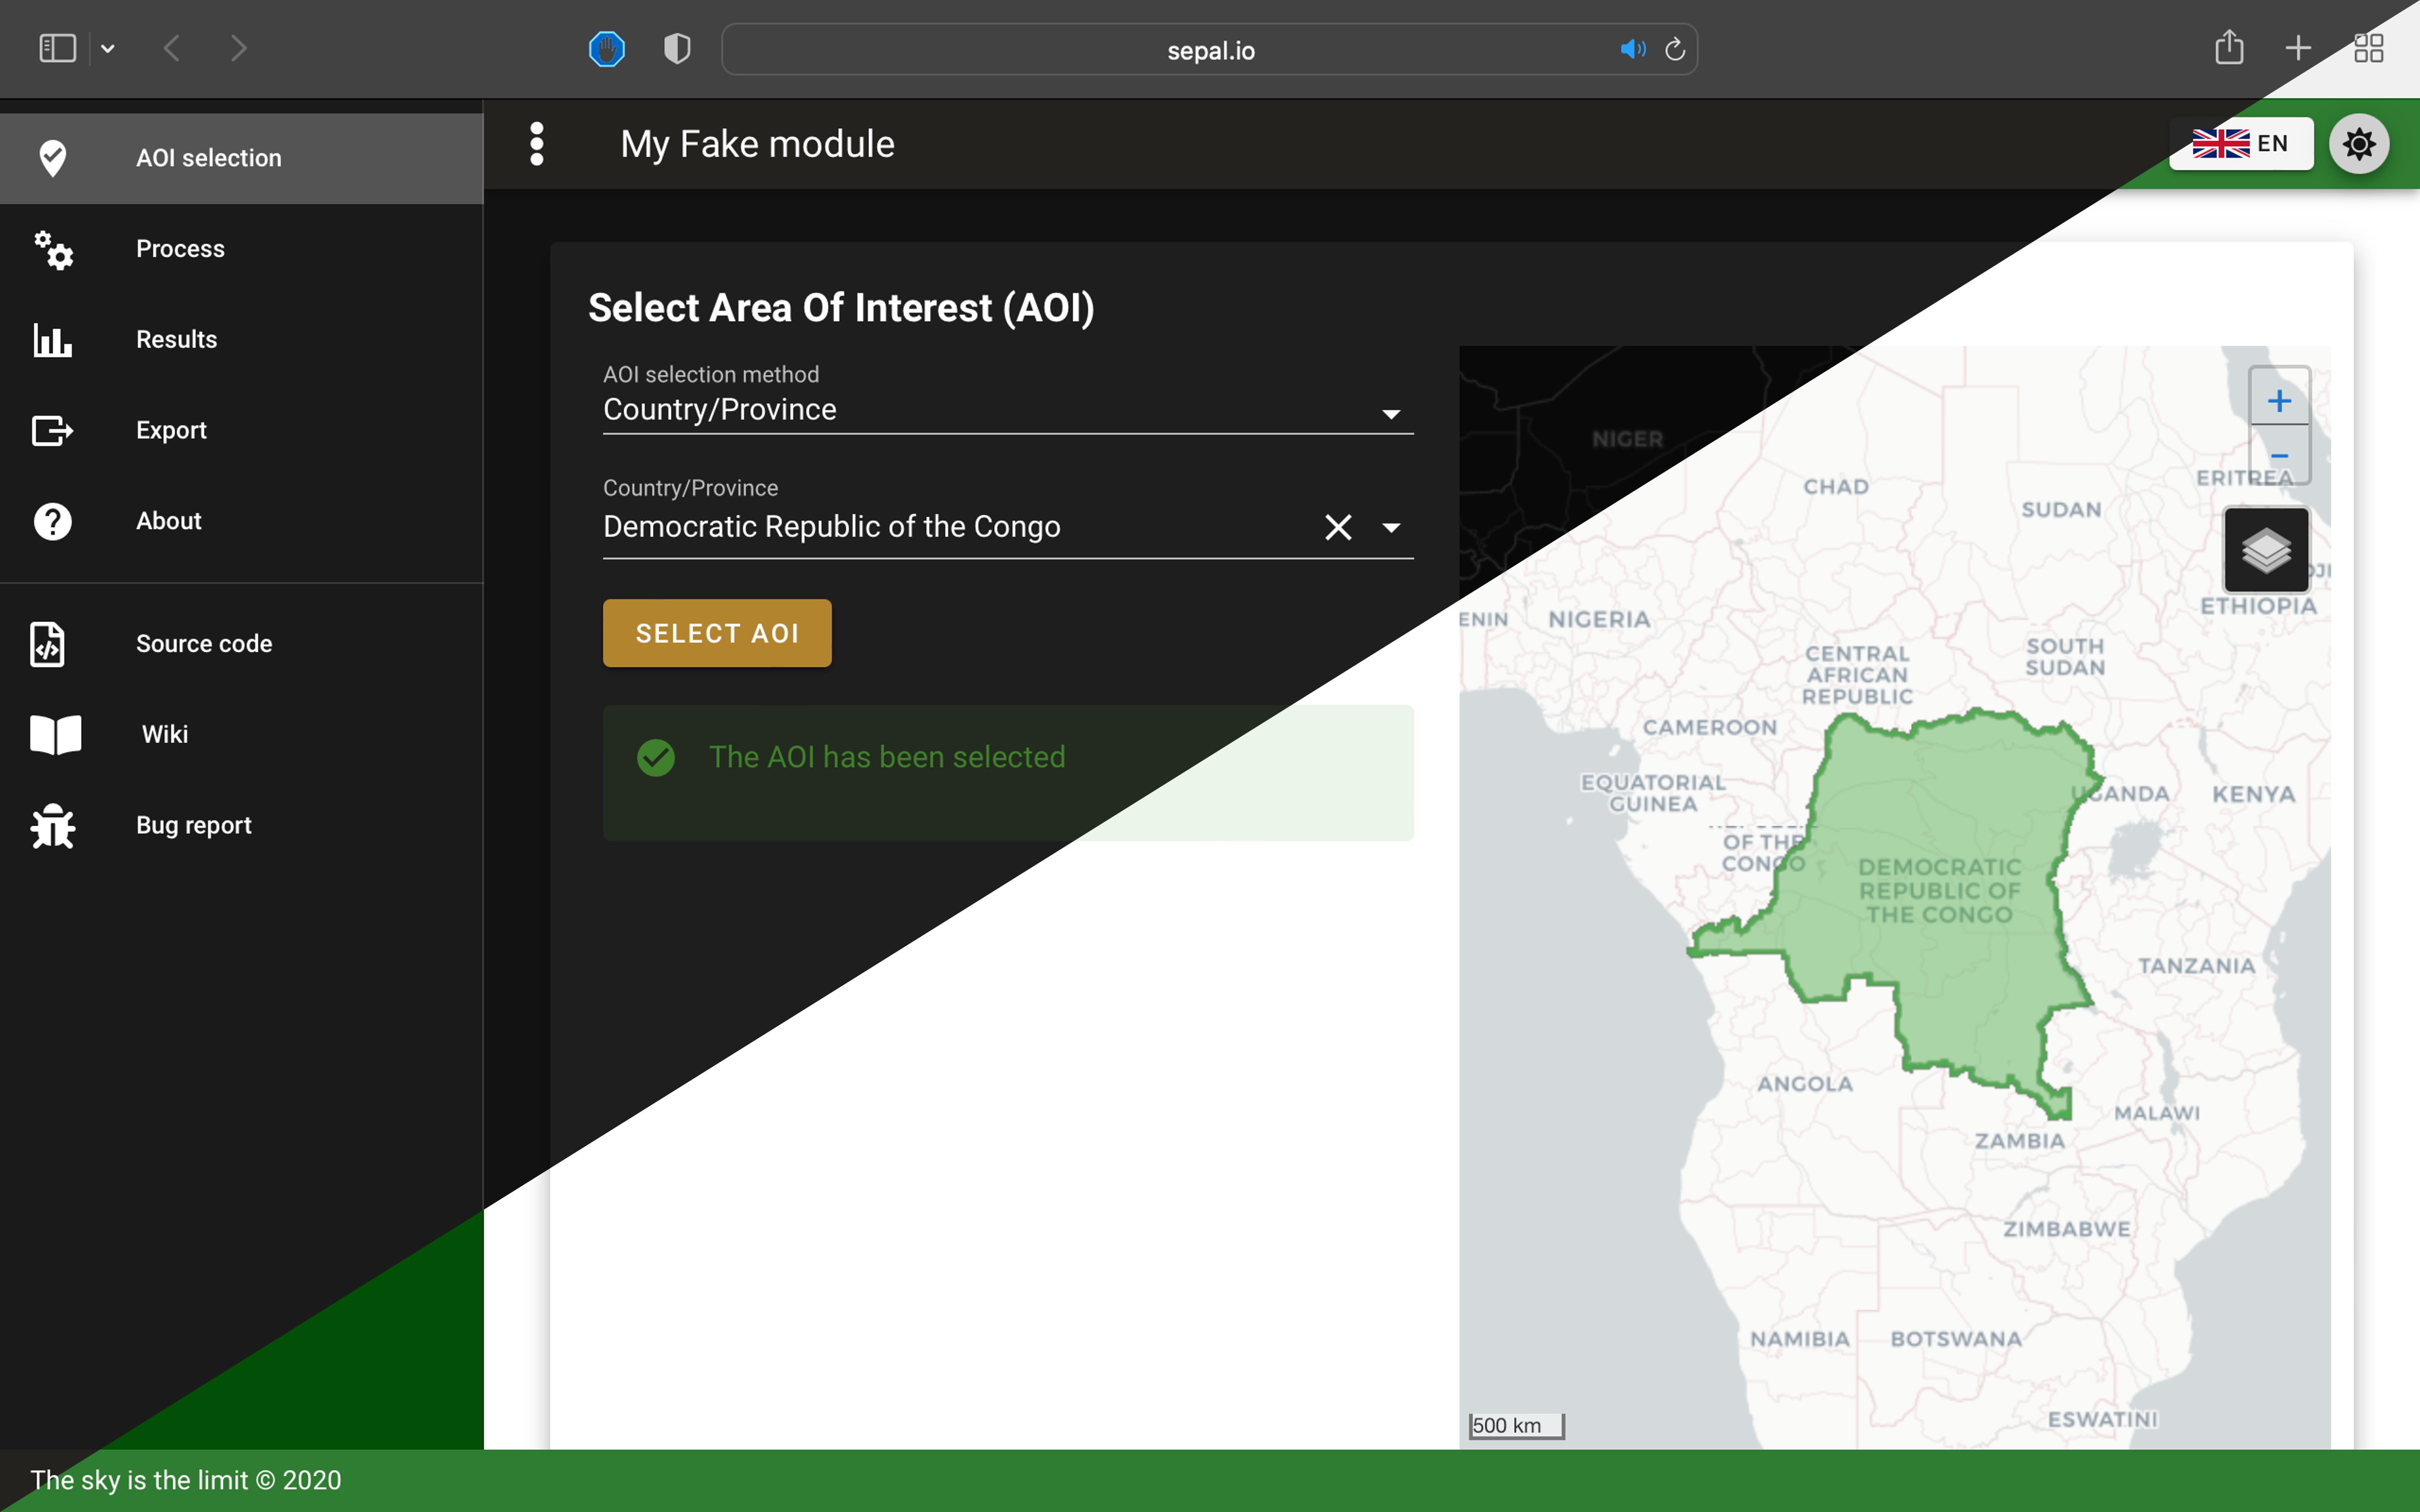 sepal.io
My Fake module
EN
AOI selection
Process
Results
Export
About
Source code
Wiki
Bug report
Select Area Of Interest (AOI)
AOI selection method
Country/Province
Country/Province
Democratic Republic of the Congo
SELECT AOI
The AOI has been selected
+
−
NIGER
CHAD
SUDAN
ERITREA
ETHIOPIA
ENIN
NIGERIA
SOUTH
SUDAN
CENTRAL
AFRICAN
REPUBLIC
CAMEROON
EQUATORIAL
GUINEA
UGANDA
KENYA
OF THE
CONGO
DEMOCRATIC
REPUBLIC OF
THE CONGO
TANZANIA
ANGOLA
MALAWI
ZAMBIA
ZIMBABWE
NAMIBIA
BOTSWANA
ESWATINI
500 km
The sky is the limit © 2020